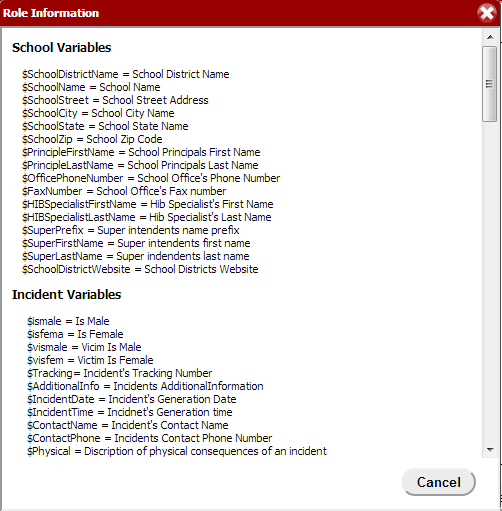 Role Information
School Variables
$SchoolDistrictName = School District Name
$SchoolName = School Name
$SchoolStreet = School Street Address
$SchoolCity = School City Name
$SchoolState = School State Name
$SchoolZip = School Zip Code
$PrincipleFirstName = School Principals First Name
$PrincipleLastName = School Principals Last Name
$OfficePhoneNumber = School Office's Phone Number
$FaxNumber = School Office's Fax number
$HIBSpecialistFirstName = Hib Specialist's First Name
$HIBSpecialistLastName = Hib Specialist's Last Name
$SuperPrefix = Super intendents name prefix
$SuperFirstName = Super intendents first name
$SuperLastName = Super indendents last name
$SchoolDistrictWebsite = School Districts Website
Incident Variables
$ismale = Is Male
$isfema = Is Female
$vismale = Vicim Is Male
$visfem = Victim Is Female
$Tracking= Incident's Tracking Number
$AdditionalInfo = Incidents AdditionalInformation
$IncidentDate = Incident's Generation Date
$IncidentTime = Incidnet's Generation time
$ContactName = Incident's Contact Name
$ContactPhone = Incidents Contact Phone Number
$Physical = Discription of physical consequences of an incident
Cancel